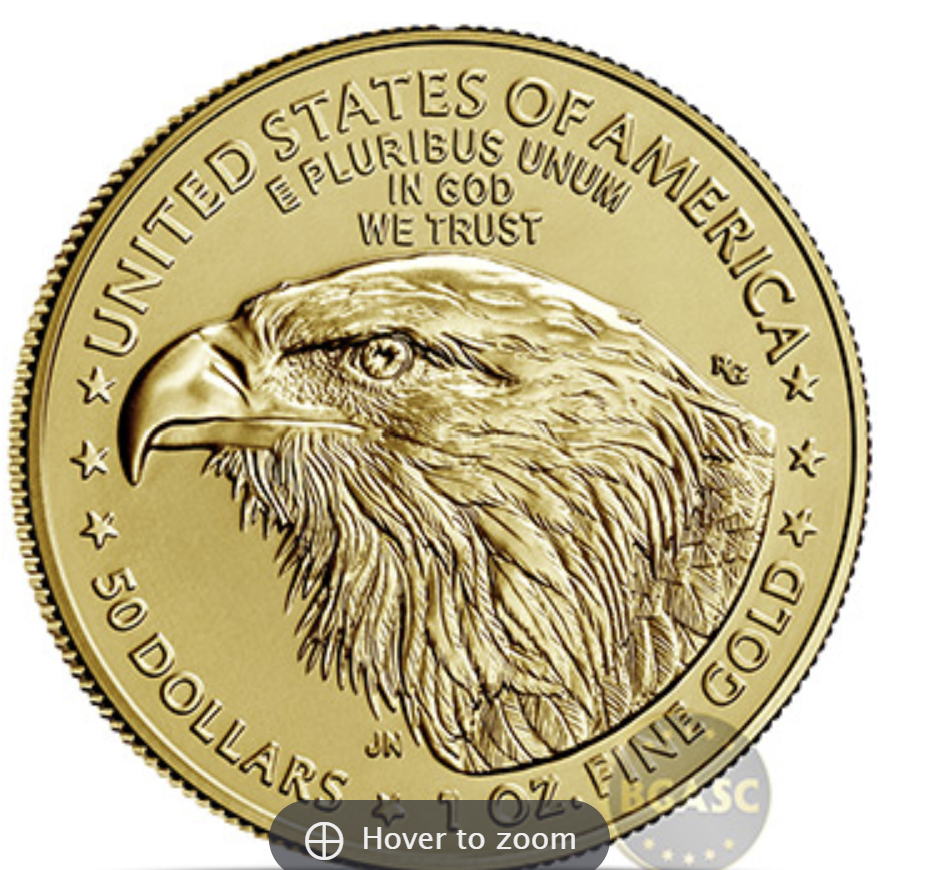 UNITED STATES OF AMERICA
E PLURIBUS UNUM
IN GOD
WE TRUST
JN
50 DOLLARS
1 OZ. FINE GOLD
BGASC
Hover to zoom